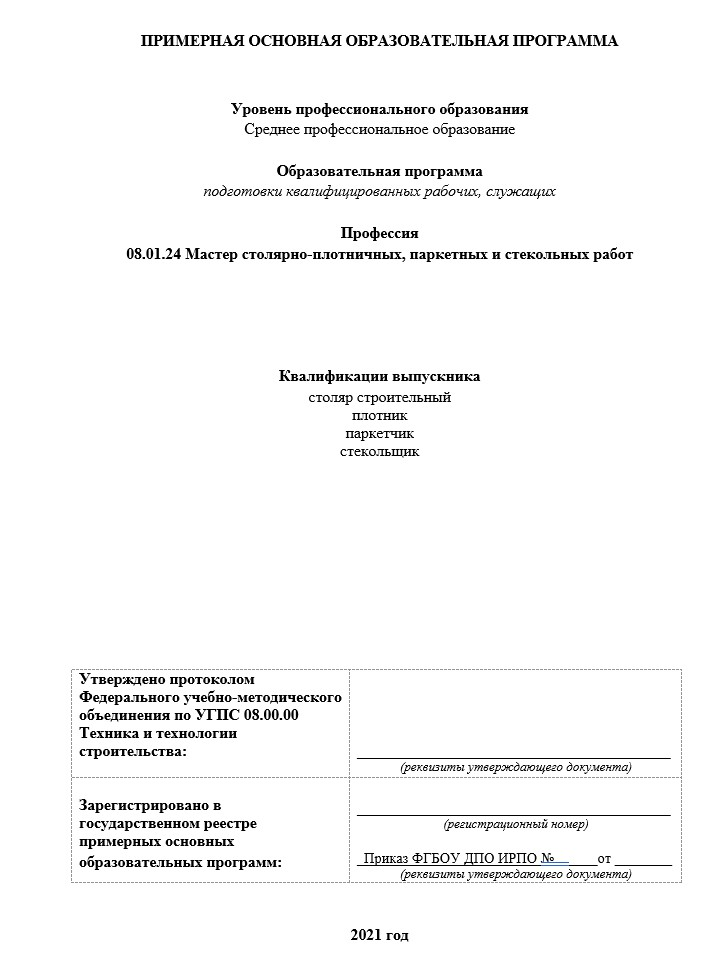 ПРИМЕРНАЯ ОСНОВНАЯ ОБРАЗОВАТЕЛЬНАЯ ПРОГРАММА
Уровень профессионального образования
Среднее профессиональное образование
Образовательная программа
подготовки квалифицированных рабочих, служащих
Профессия
08.01.24 Мастер столярно-плотничных, паркетных и стекольных работ
Квалификации выпускника
столяр строительный
плотник
паркетчик
стекольщик
Утверждено протоколом
Федерального учебно-методического
объединения по УГПС 08.00.00
Техника и технологии
строительства:
(реквизиты утверждающего документа)
Зарегистрировано в
государственном реестре
примерных основных
образовательных программ:
(регистрационный номер)
Приказ ФГБОУ ДПО ИРПО №______от ________
(реквизиты утверждающего документа)
2021 год